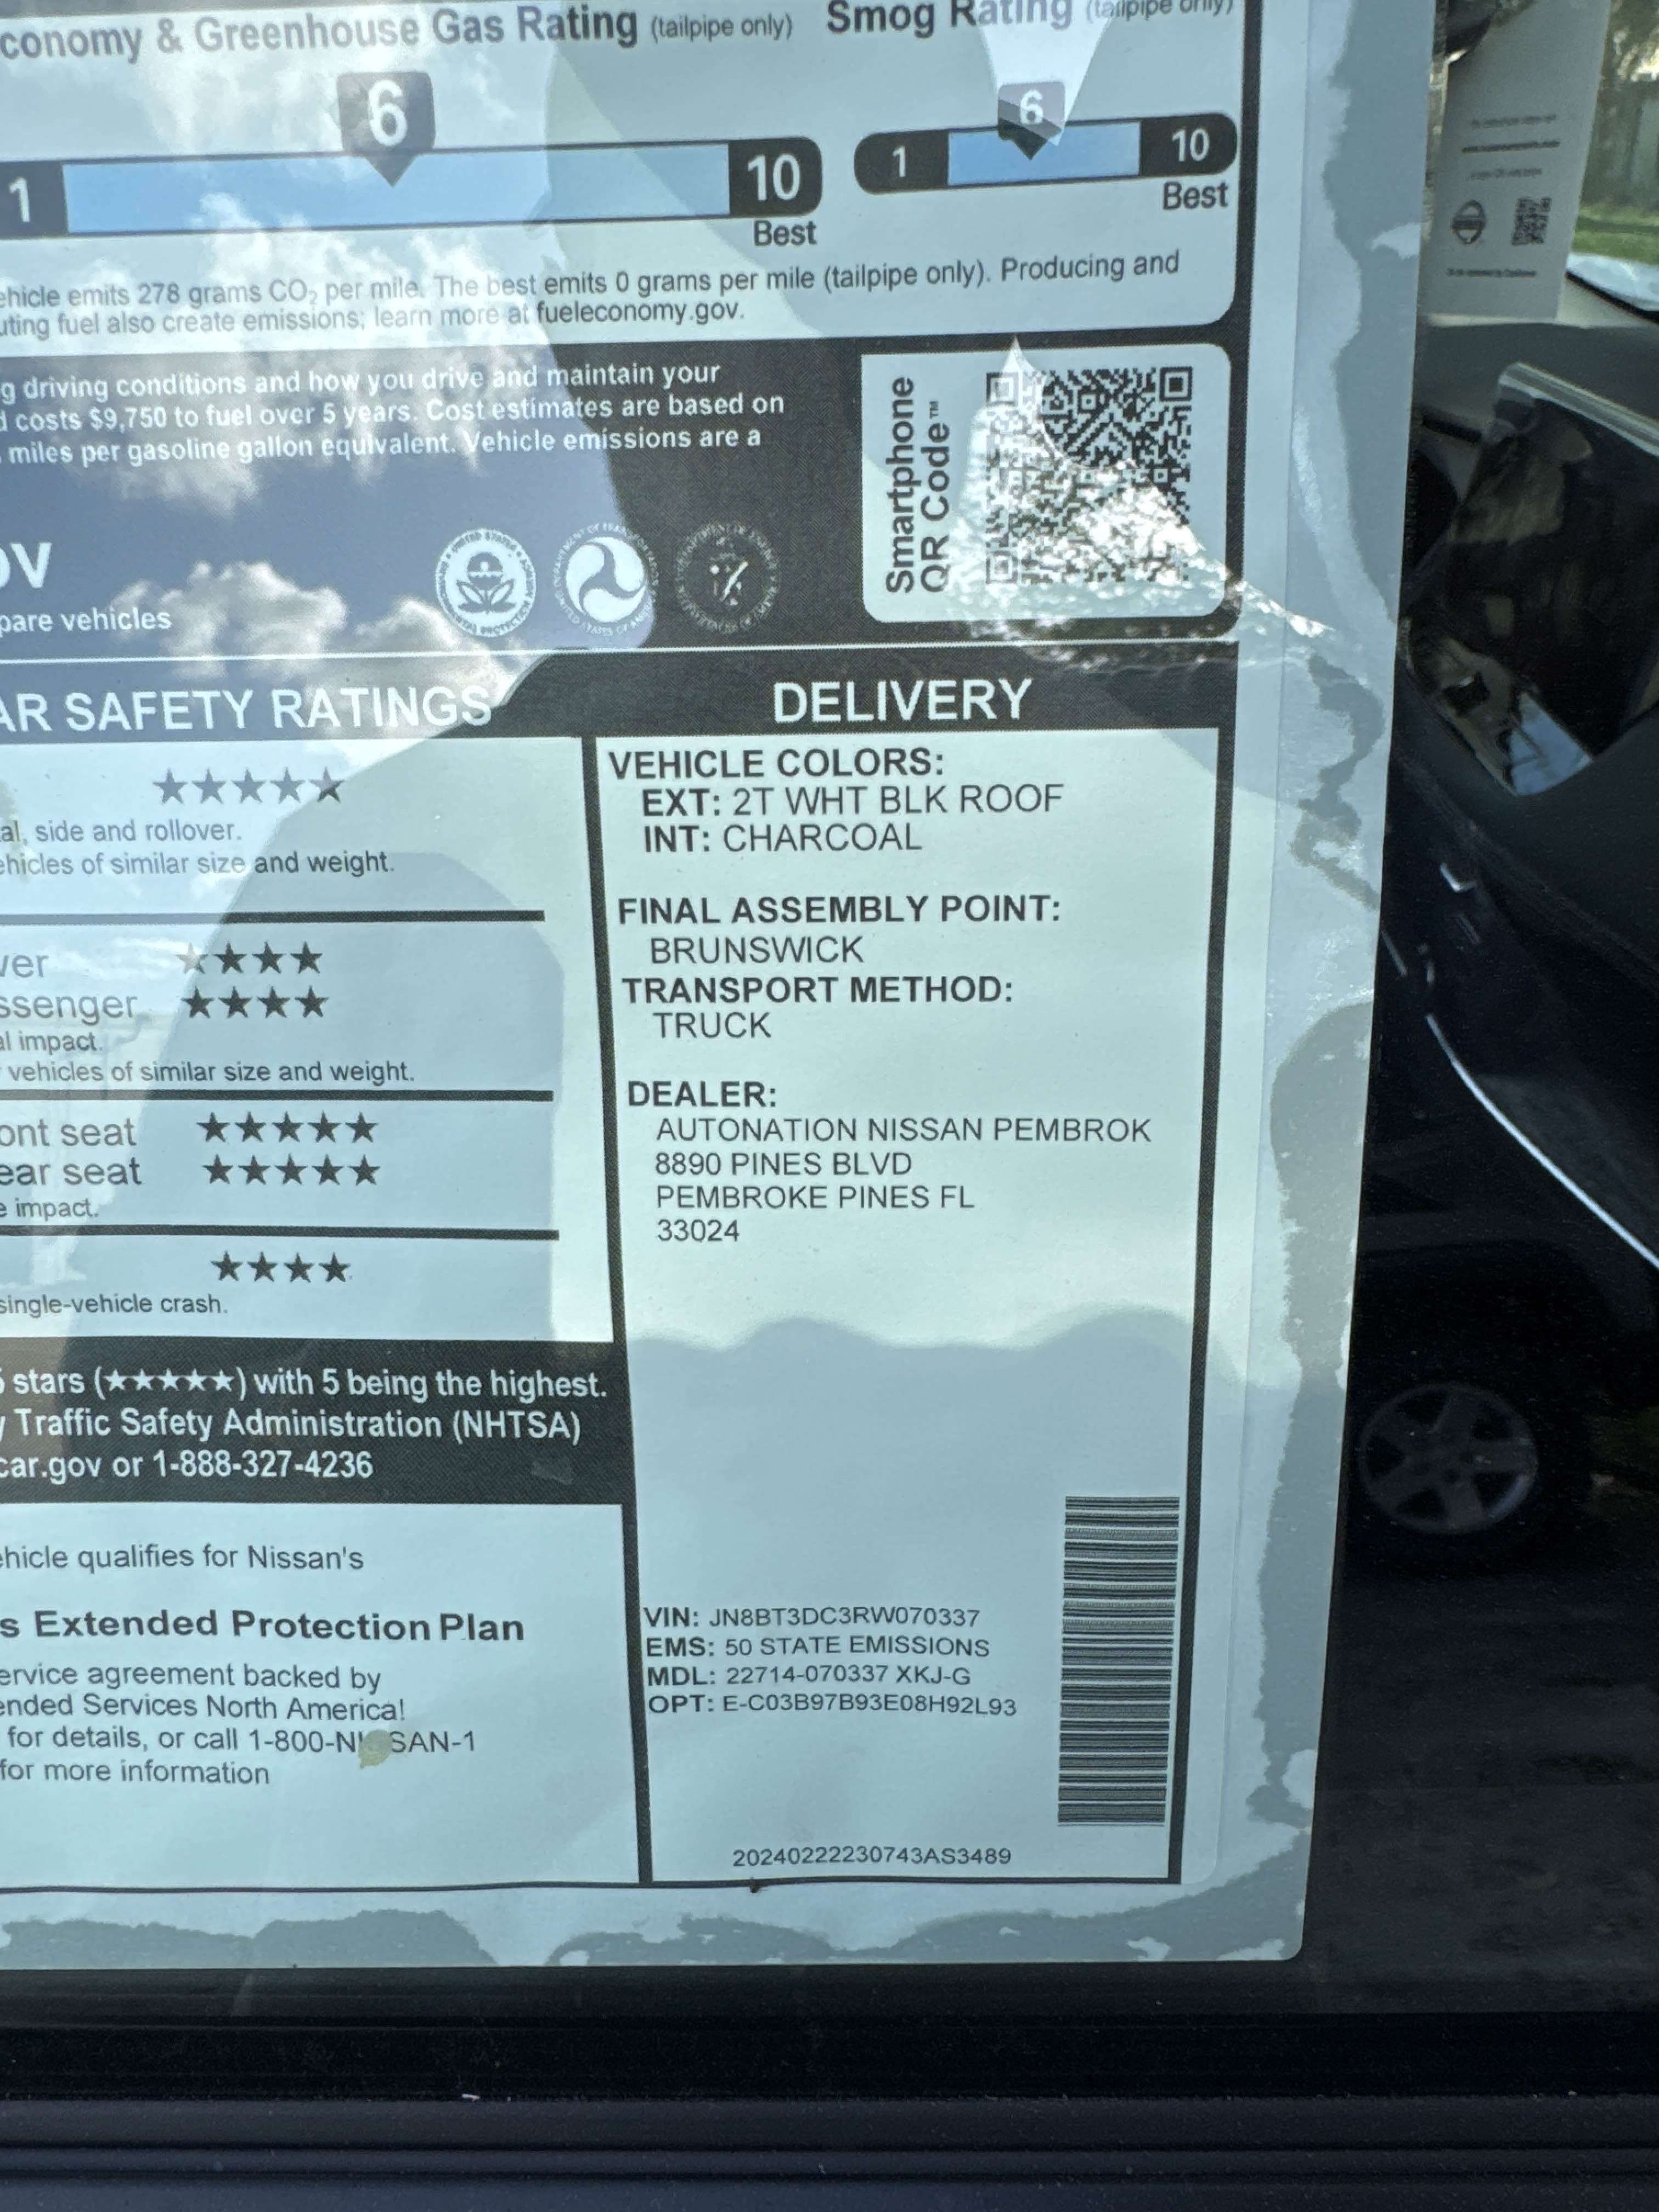 conomy & Greenhouse Gas Rating (tailpipe only)
Smog Rating (tailpipe only)
6
1
10
Best
6
1
10
Best
ehicle emits 278 grams CO₂ per mile. The best emits 0 grams per mile (tailpipe only). Producing and
uting fuel also create emissions; learn more at fueleconomy.gov.
g driving conditions and how you drive and maintain your
d costs $9,750 to fuel over 5 years. Cost estimates are based on
miles per gasoline gallon equivalent. Vehicle emissions are a
ov
pare vehicles
Smartphone
QR Code™
AR SAFETY RATINGS
★★★★★
al, side and rollover.
ehicles of similar size and weight.
ver ★★★★
ssenger ★★★★
al impact.
vehicles of similar size and weight.
ont seat ★★★★★
ear seat ★★★★★
e impact.
★★★★
single-vehicle crash.
5 stars (★★★★★) with 5 being the highest.
y Traffic Safety Administration (NHTSA)
car.gov or 1-888-327-4236
ehicle qualifies for Nissan's
s Extended Protection Plan
ervice agreement backed by
ended Services North America!
for details, or call 1-800-NISSAN-1
for more information
DELIVERY
VEHICLE COLORS:
EXT: 2T WHT BLK ROOF
INT: CHARCOAL
FINAL ASSEMBLY POINT:
BRUNSWICK
TRANSPORT METHOD:
TRUCK
DEALER:
AUTONATION NISSAN PEMBROK
8890 PINES BLVD
PEMBROKE PINES FL
33024
VIN: JN8BT3DC3RW070337
EMS: 50 STATE EMISSIONS
MDL: 22714-070337 XKJ-G
OPT: E-C03B97B93E08H92L93
20240222230743AS3489